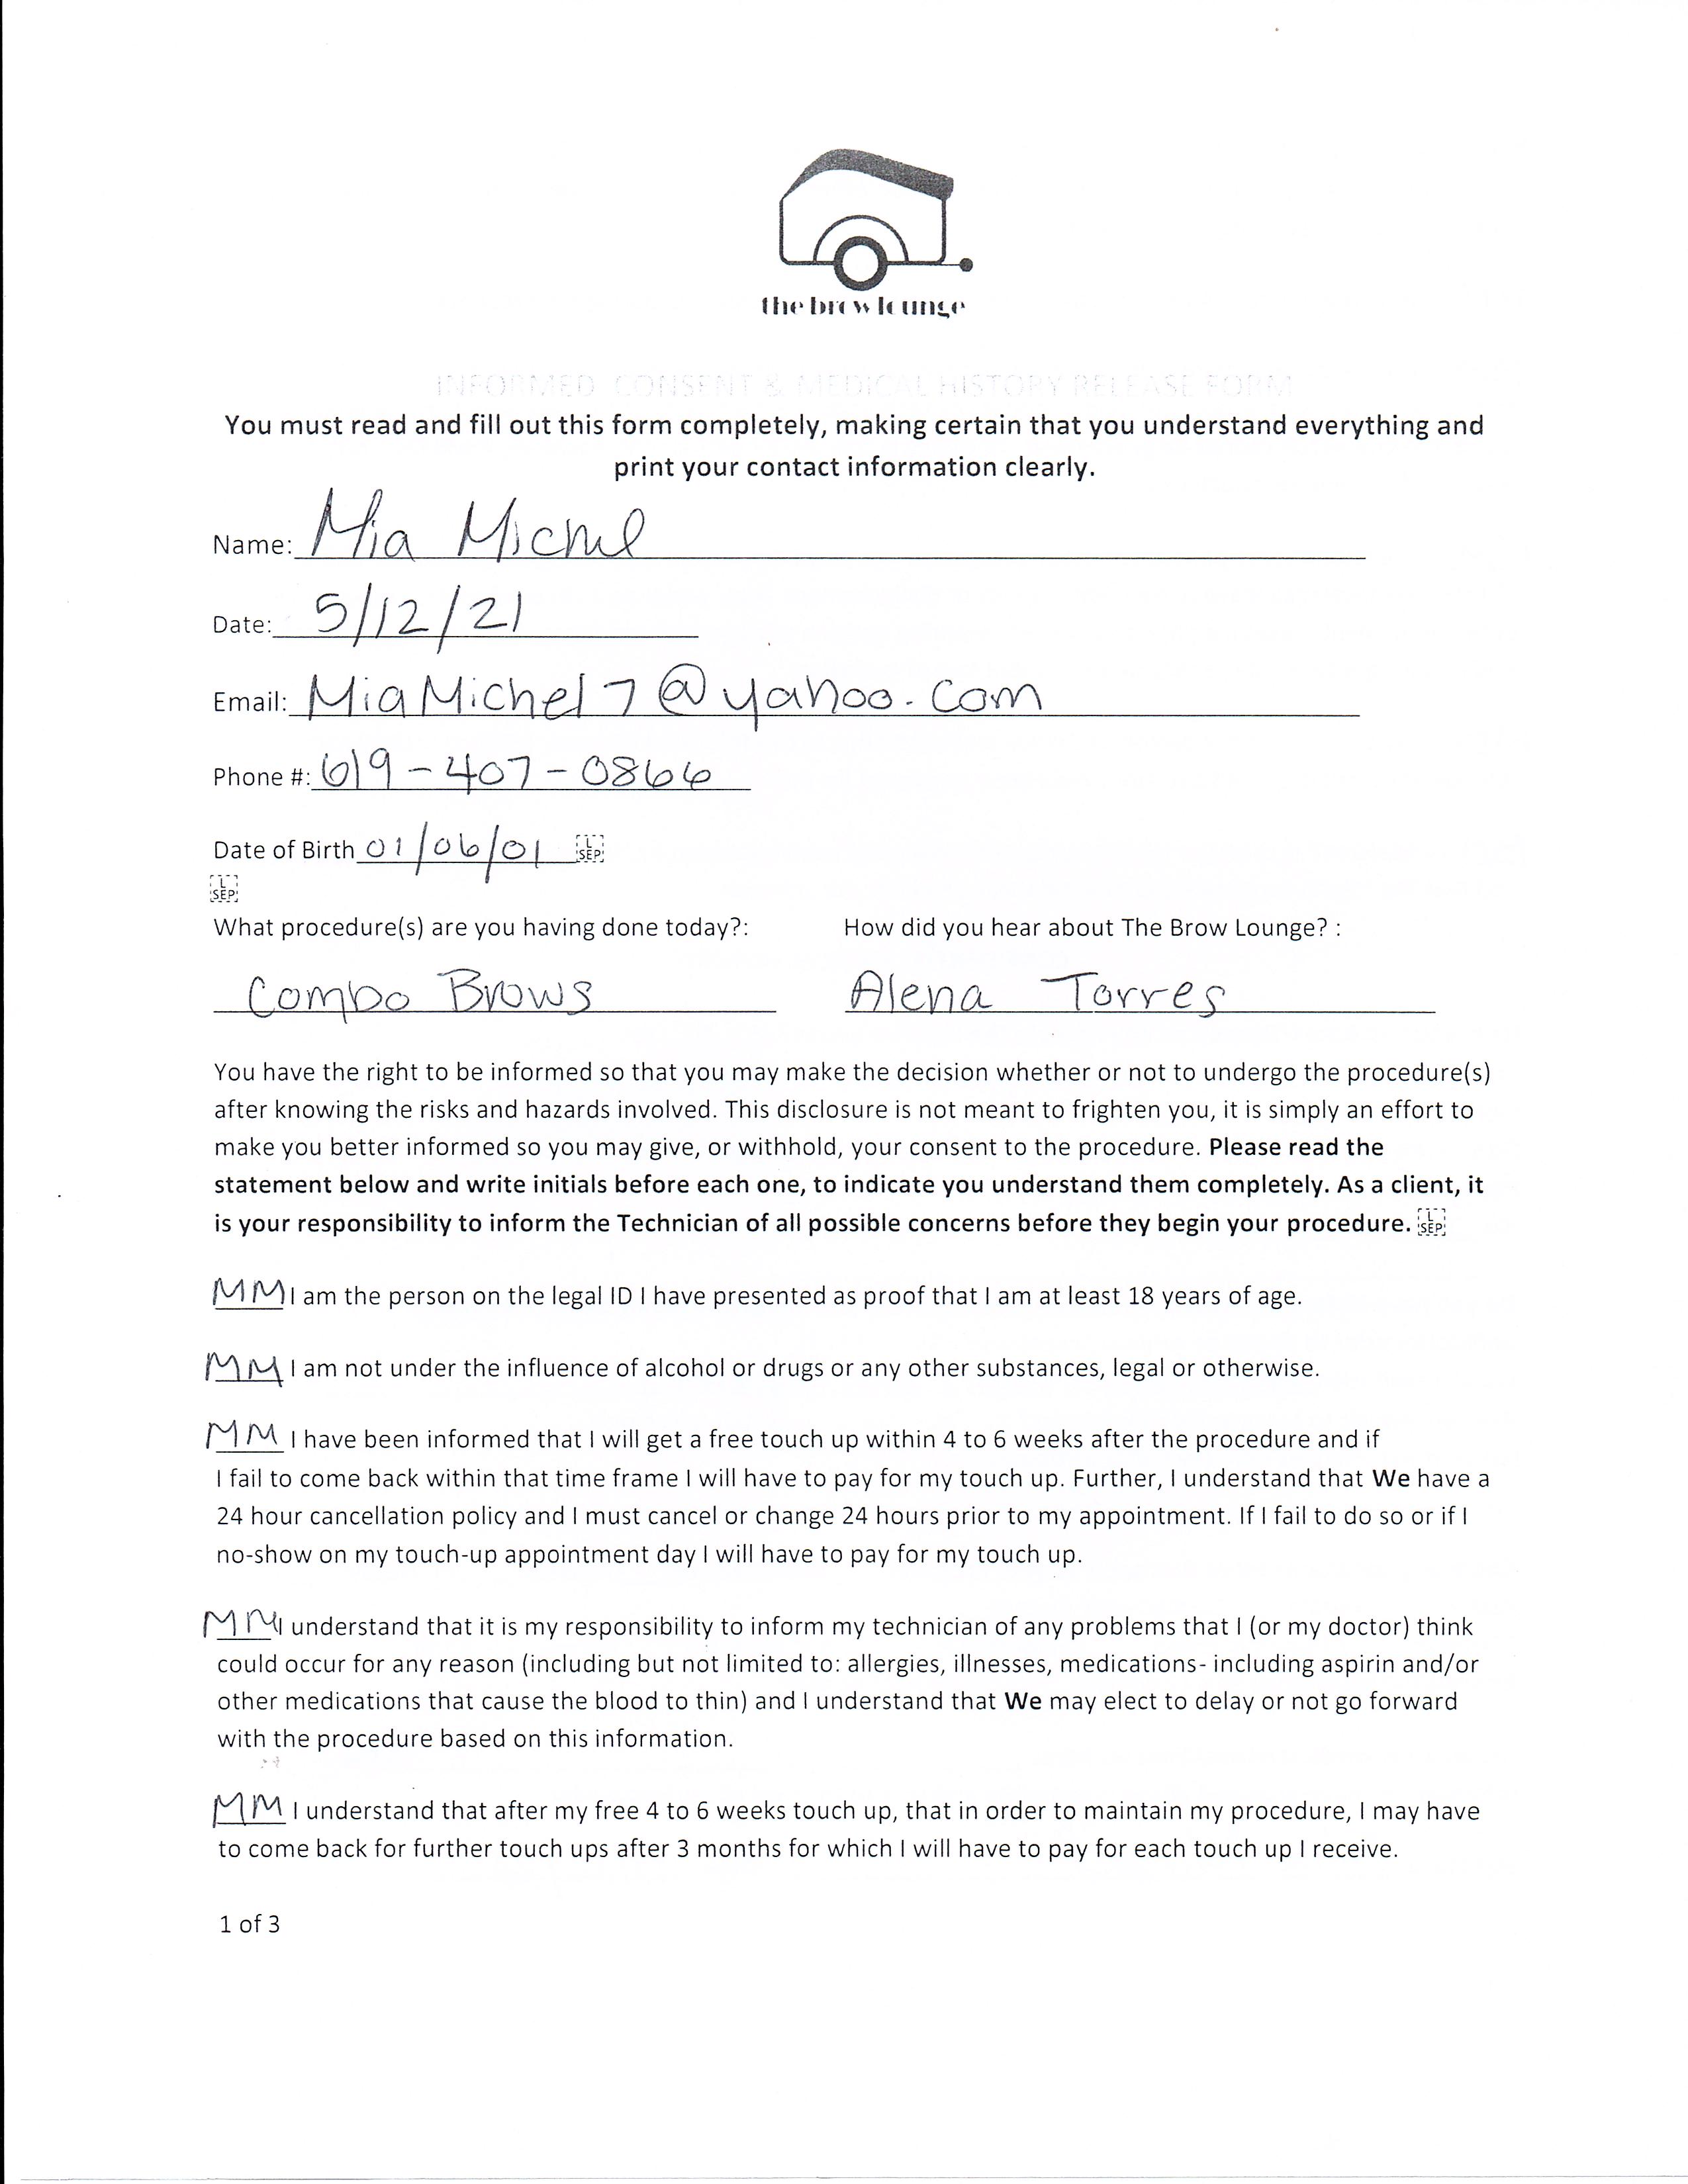 the brow lounge
INFORMED CONSENT & MEDICAL HISTORY RELEASE FORM
You must read and fill out this form completely, making certain that you understand everything and
print your contact information clearly.
Name: Mia Michel
Date: 5/12/21
Email: MiaMichel7@yahoo.com
Phone #: 619-407-0866
Date of Birth 01/06/01 L SEP
L SEP
What procedure(s) are you having done today?: How did you hear about The Brow Lounge? :
Combo Brows Alena Torres
You have the right to be informed so that you may make the decision whether or not to undergo the procedure(s)
after knowing the risks and hazards involved. This disclosure is not meant to frighten you, it is simply an effort to
make you better informed so you may give, or withhold, your consent to the procedure. Please read the
statement below and write initials before each one, to indicate you understand them completely. As a client, it
is your responsibility to inform the Technician of all possible concerns before they begin your procedure. L SEP
MM I am the person on the legal ID I have presented as proof that I am at least 18 years of age.
MM I am not under the influence of alcohol or drugs or any other substances, legal or otherwise.
MM I have been informed that I will get a free touch up within 4 to 6 weeks after the procedure and if
I fail to come back within that time frame I will have to pay for my touch up. Further, I understand that We have a
24 hour cancellation policy and I must cancel or change 24 hours prior to my appointment. If I fail to do so or if I
no-show on my touch-up appointment day I will have to pay for my touch up.
MM I understand that it is my responsibility to inform my technician of any problems that I (or my doctor) think
could occur for any reason (including but not limited to: allergies, illnesses, medications- including aspirin and/or
other medications that cause the blood to thin) and I understand that We may elect to delay or not go forward
with the procedure based on this information.
MM I understand that after my free 4 to 6 weeks touch up, that in order to maintain my procedure, I may have
to come back for further touch ups after 3 months for which I will have to pay for each touch up I receive.
1 of 3